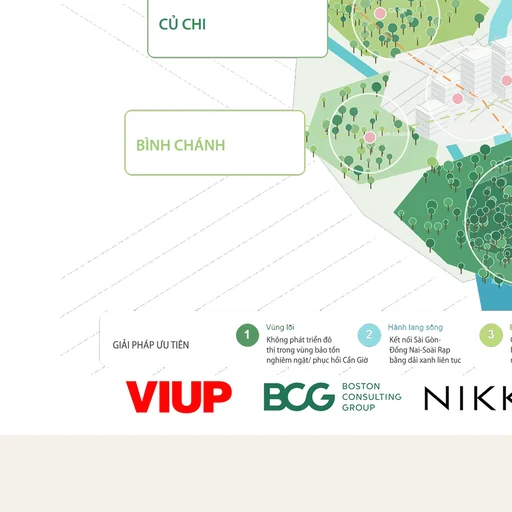 CỦ CHI
BÌNH CHÁNH
GIẢI PHÁP ƯU TIÊN
1
Vùng lõi
Không phát triển đô
thị trong vùng bảo tồn
nghiêm ngặt/ phục hồi Cần Giờ
2
Hành lang sông
Kết nối Sài Gòn-
Đồng Nai-Soài Rạp
bằng dải xanh liên tục
3
VIUP
BCG
BOSTON
CONSULTING
GROUP
NIKK